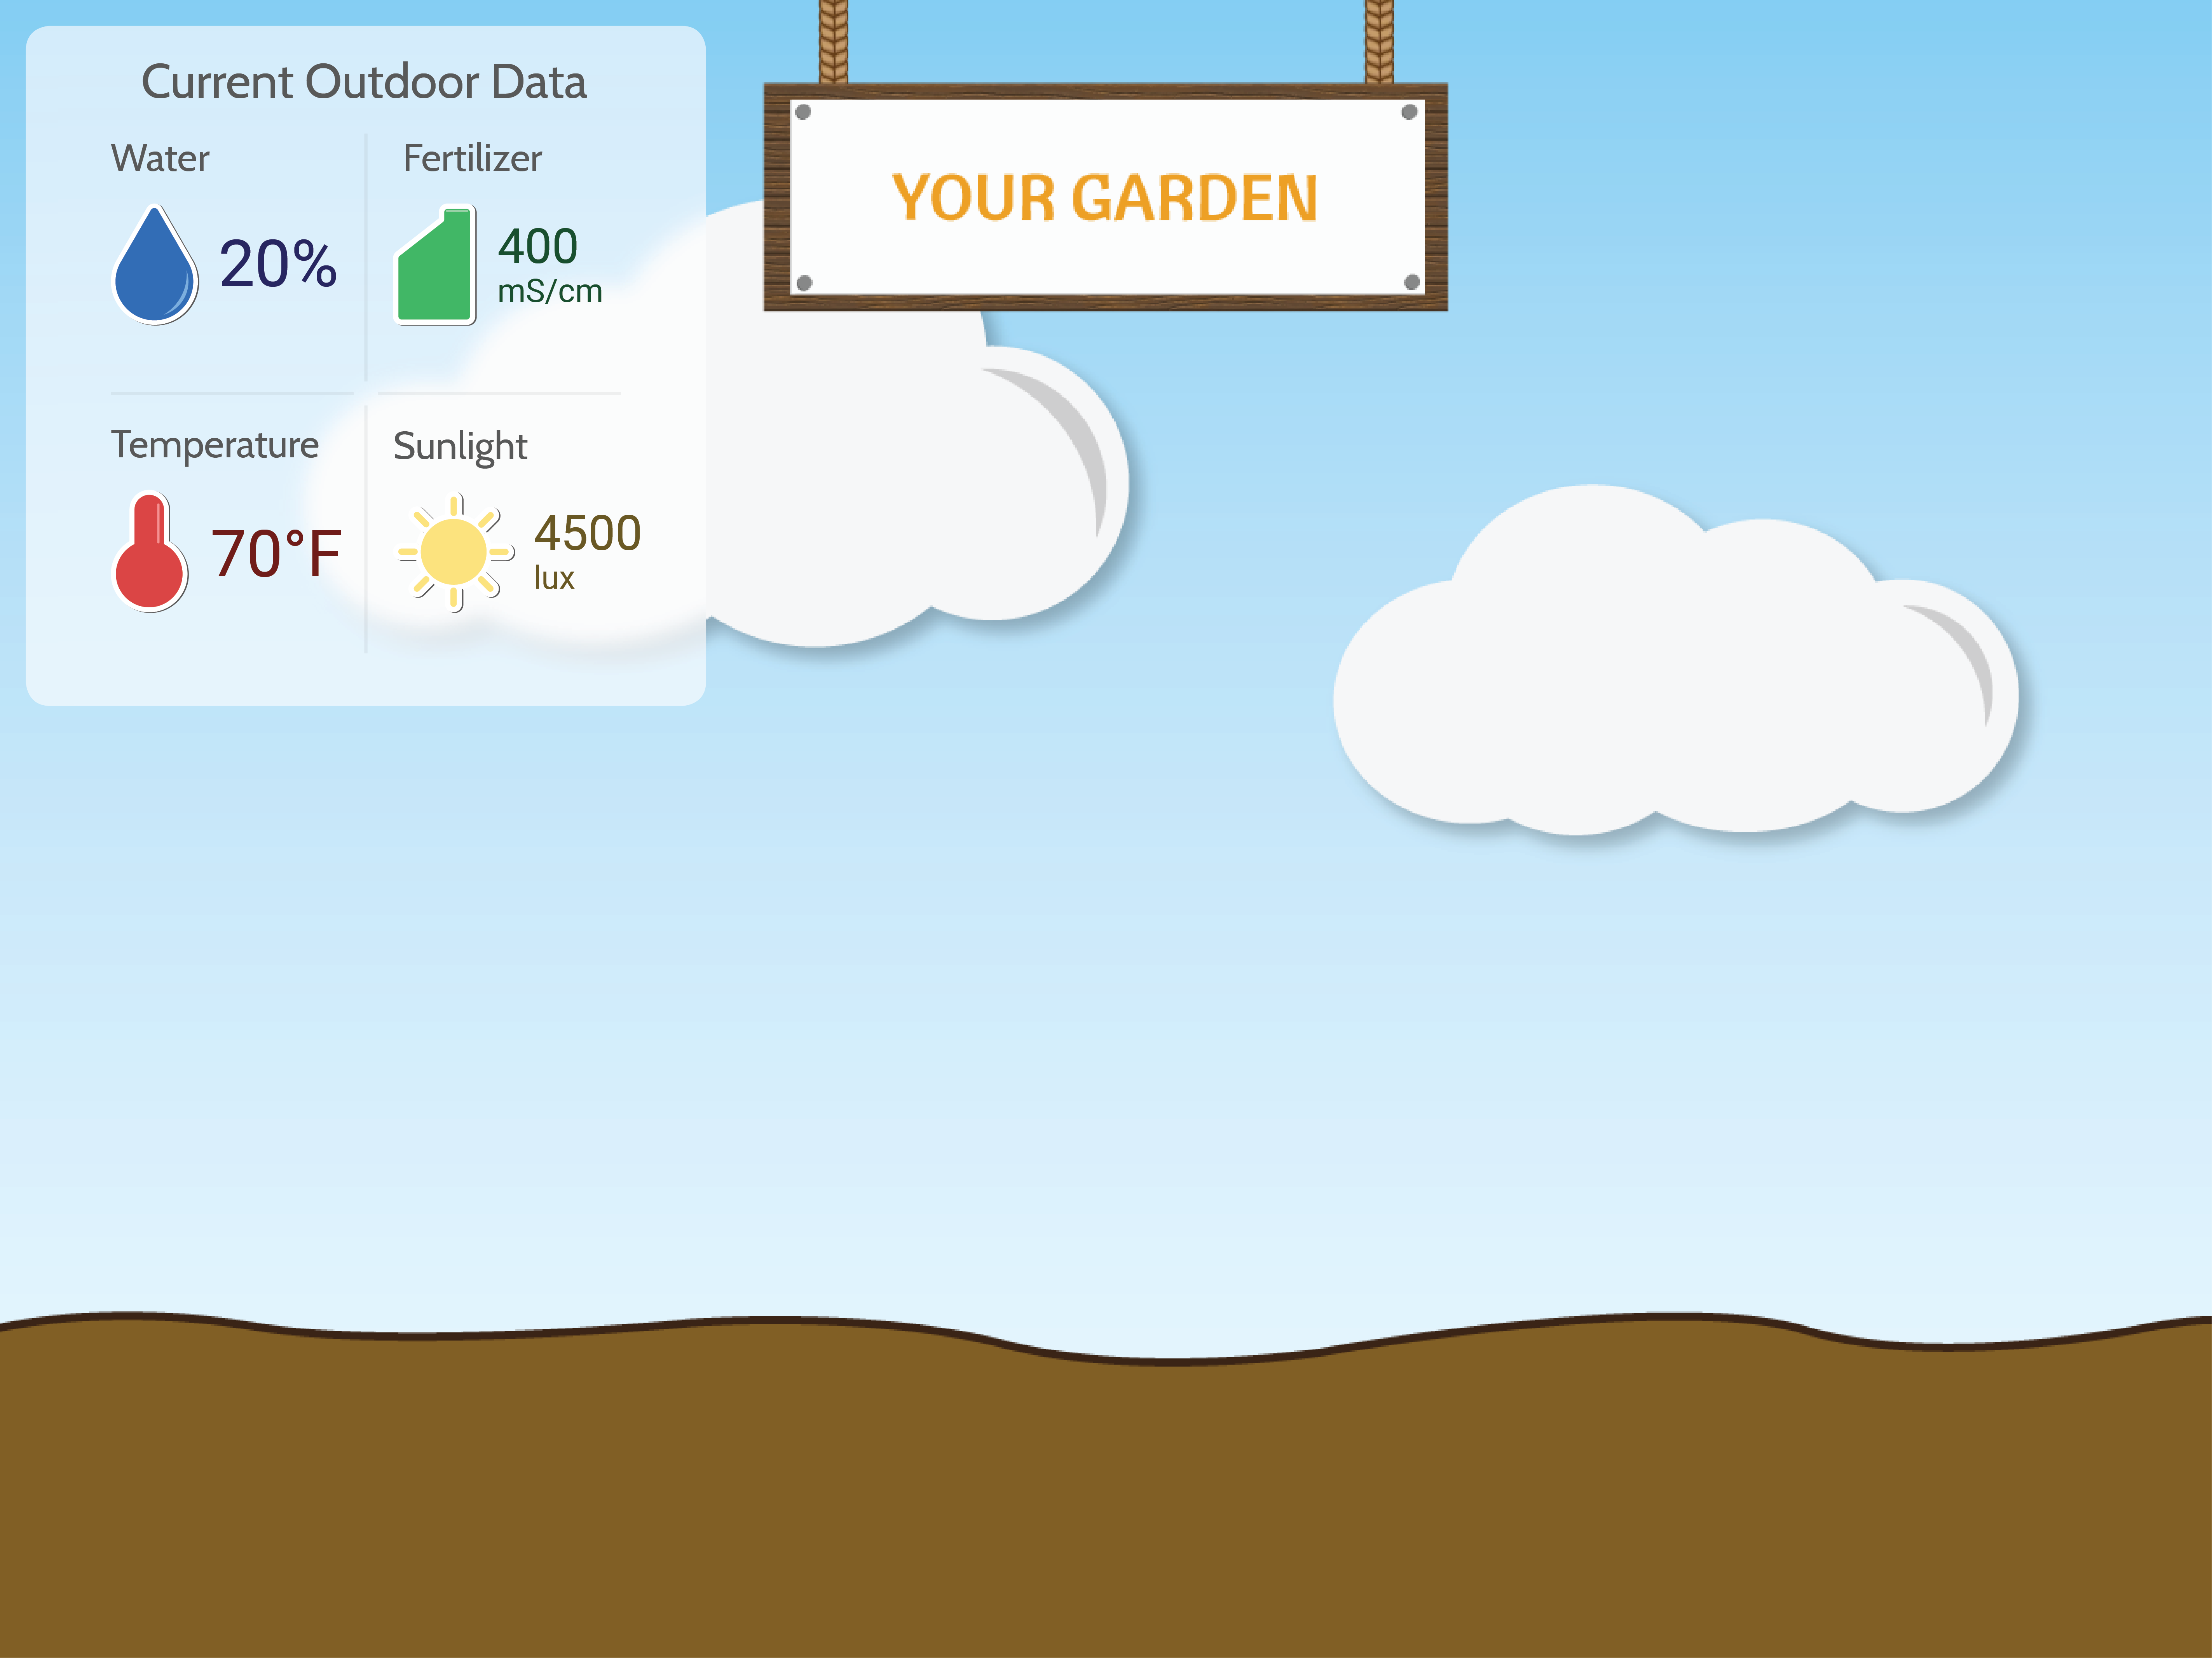 Current Outdoor Data
YOUR GARDEN
Water
20%
Fertilizer
400
mS/cm
Temperature
70°F
Sunlight
4500
lux